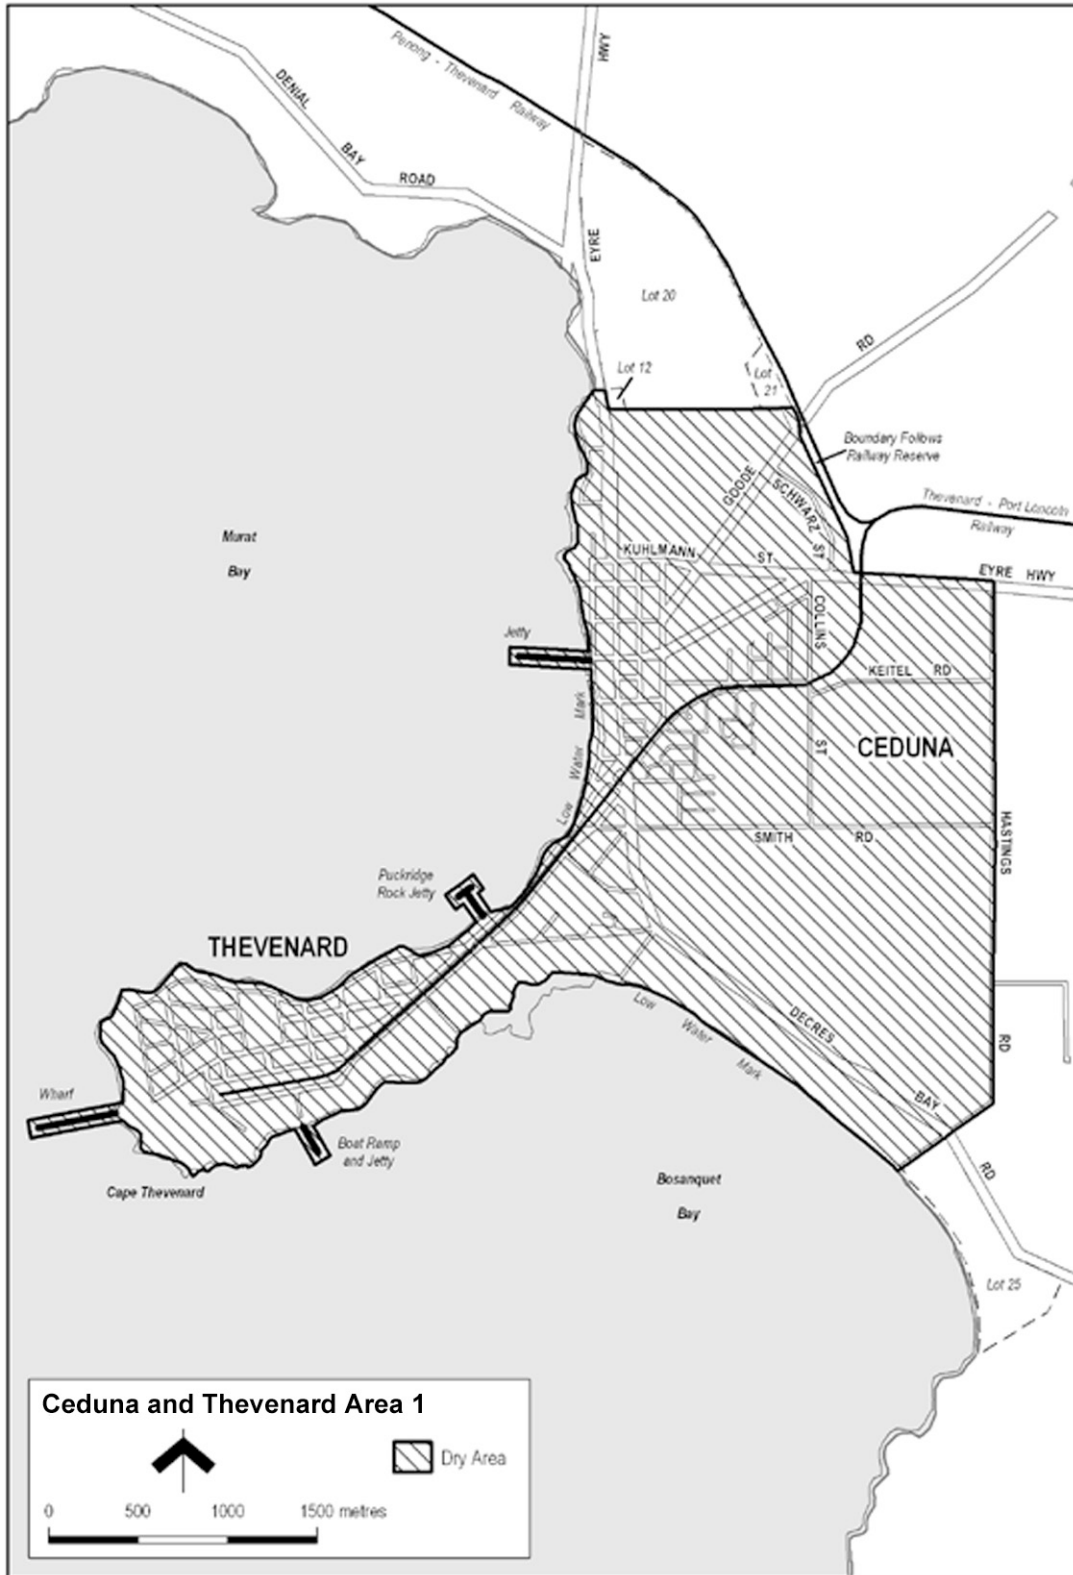 Penong - Thevenard Railway
HWY
DENIAL
BAY
ROAD
EYRE
Lot 20
RD
Lot 12
Lot
21
Boundary Follows
Railway Reserve
GOODE
SCHWARZ ST
Thevenard - Port Loncoln
Railway
Murat
Bay
KUHLMANN
ST
EYRE HWY
COLLINS
Jetty
KEITEL RD
Low Water Mark
ST
CEDUNA
SMITH RD
HASTINGS
Puckridge
Rock Jetty
THEVENARD
Low Water Mark
DECRES
RD
Wharf
BAY
Boat Ramp
and Jetty
RD
Cape Thevenard
Bosanquet
Bay
Lot 25
Ceduna and Thevenard Area 1
Dry Area
0 500 1000 1500 metres